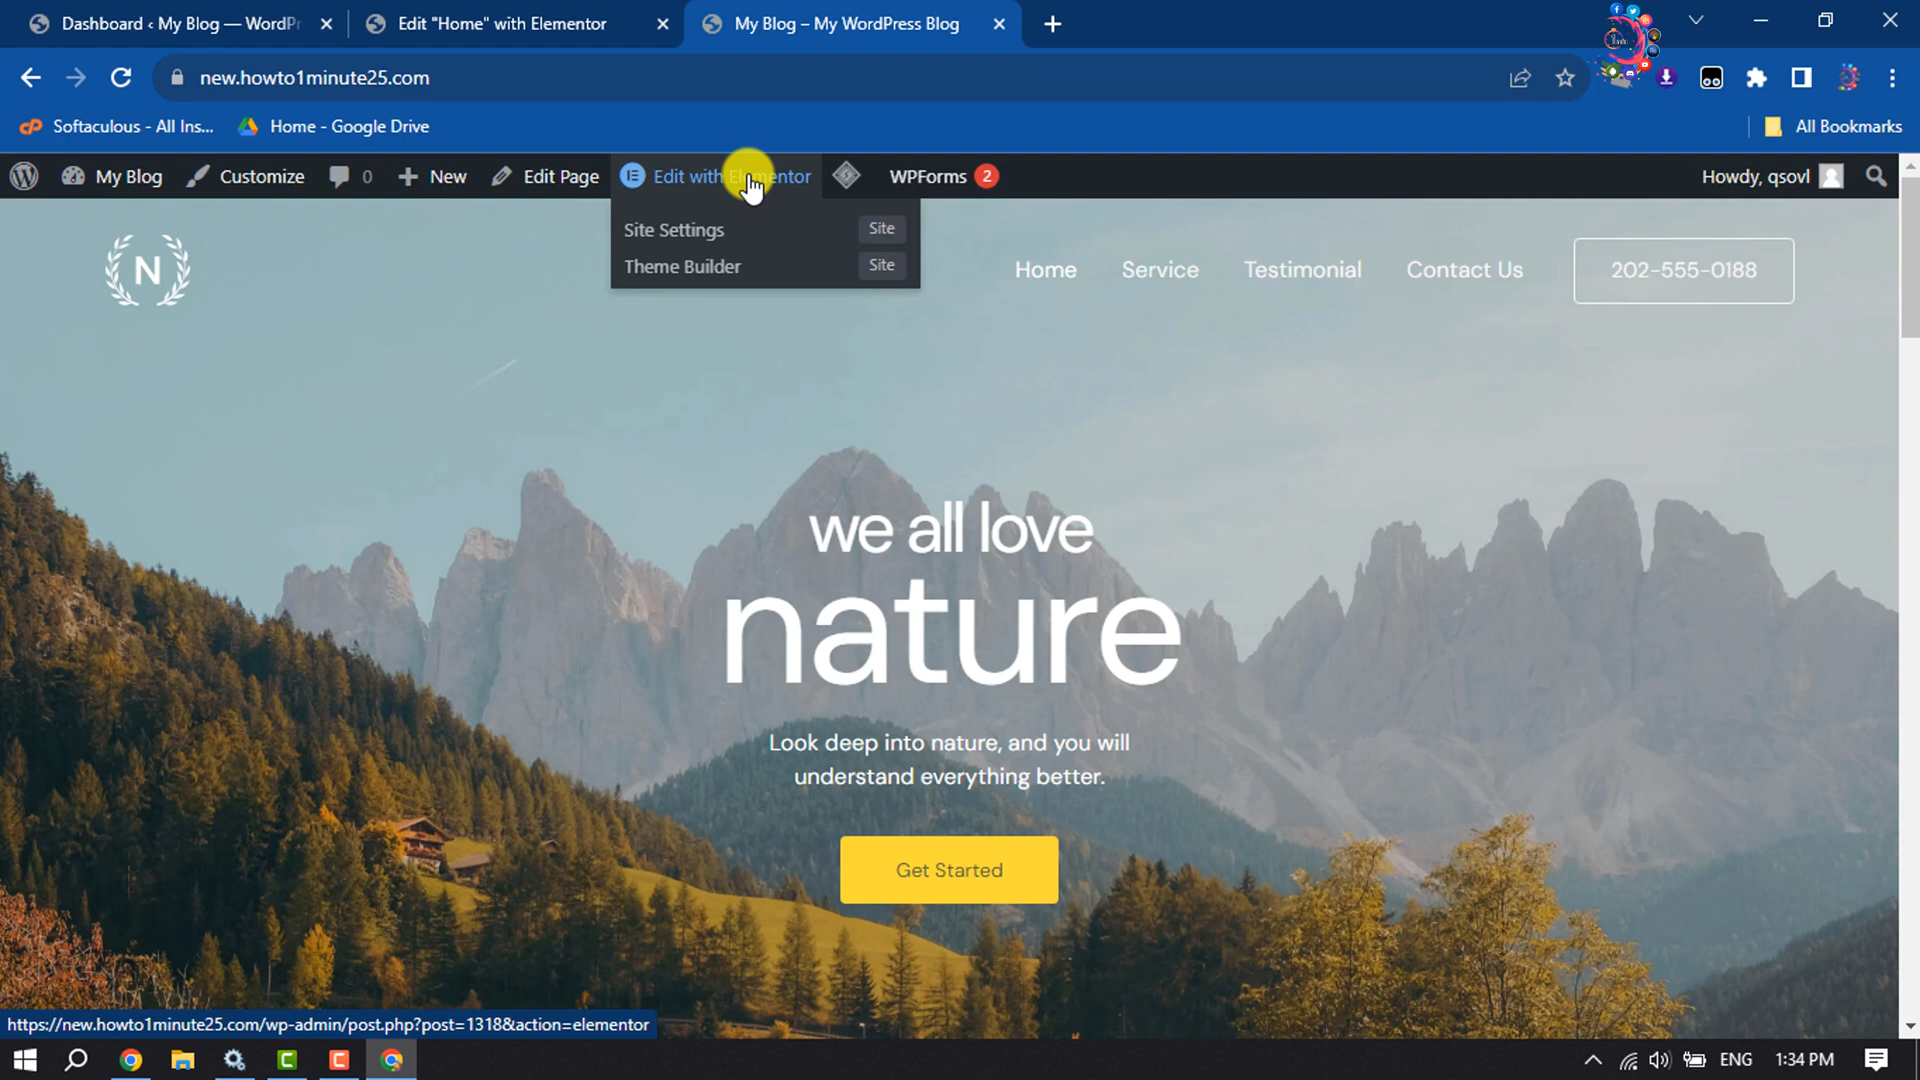 Dashboard ‹ My Blog — WordPr
Edit "Home" with Elementor
My Blog – My WordPress Blog
new.howto1minute25.com
Softaculous - All Ins...
Home - Google Drive
All Bookmarks
My Blog
Customize
0
New
Edit Page
Edit with Elementor
WPForms 2
Howdy, qsovl
Site Settings Site
Theme Builder Site
N
Home
Service
Testimonial
Contact Us
202-555-0188
we all love
nature
Look deep into nature, and you will
understand everything better.
Get Started
https://new.howto1minute25.com/wp-admin/post.php?post=1318&action=elementor
ENG
1:34 PM